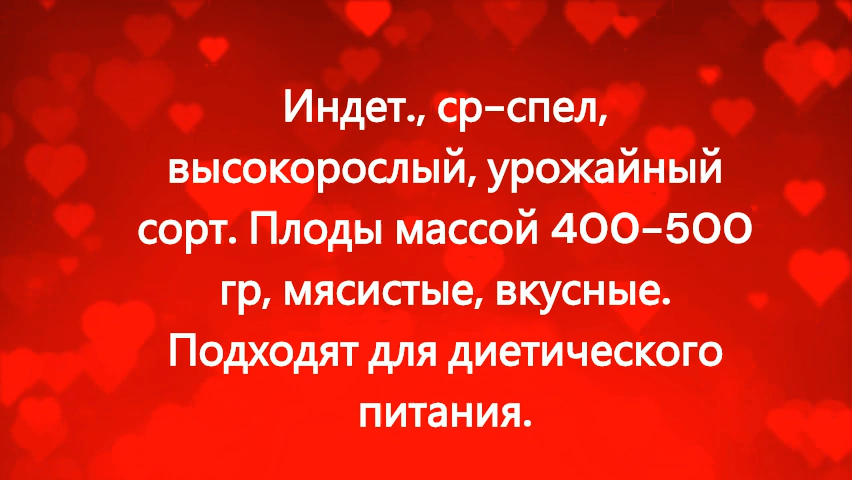 Индет., ср-спел,
высокорослый, урожайный
сорт. Плоды массой 400-500
гр, мясистые, вкусные.
Подходят для диетического
питания.